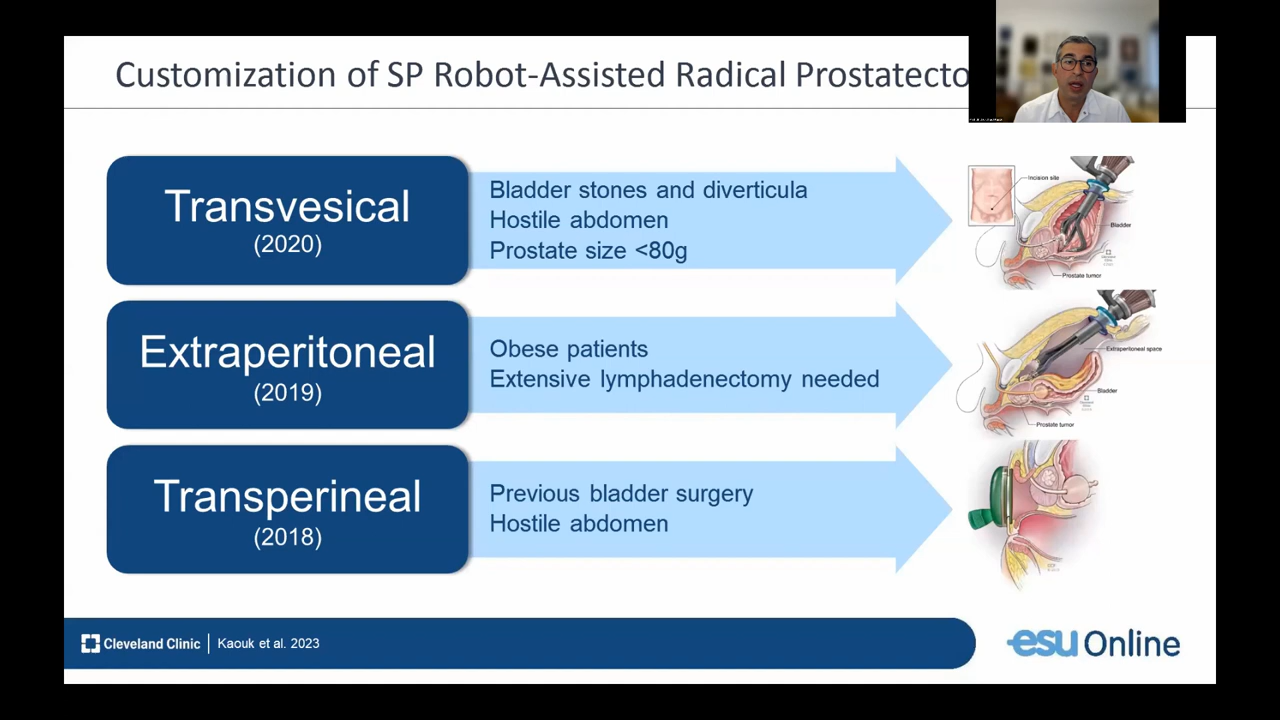 Customization of SP Robot-Assisted Radical Prostatecto
Transvesical
(2020)
Bladder stones and diverticula
Hostile abdomen
Prostate size <80g
Incision site
Bladder
Prostate tumor
Extraperitoneal
(2019)
Obese patients
Extensive lymphadenectomy needed
Extraperitoneal space
Bladder
Prostate tumor
Transperineal
(2018)
Previous bladder surgery
Hostile abdomen
Cleveland Clinic
Kaouk et al. 2023
esu Online